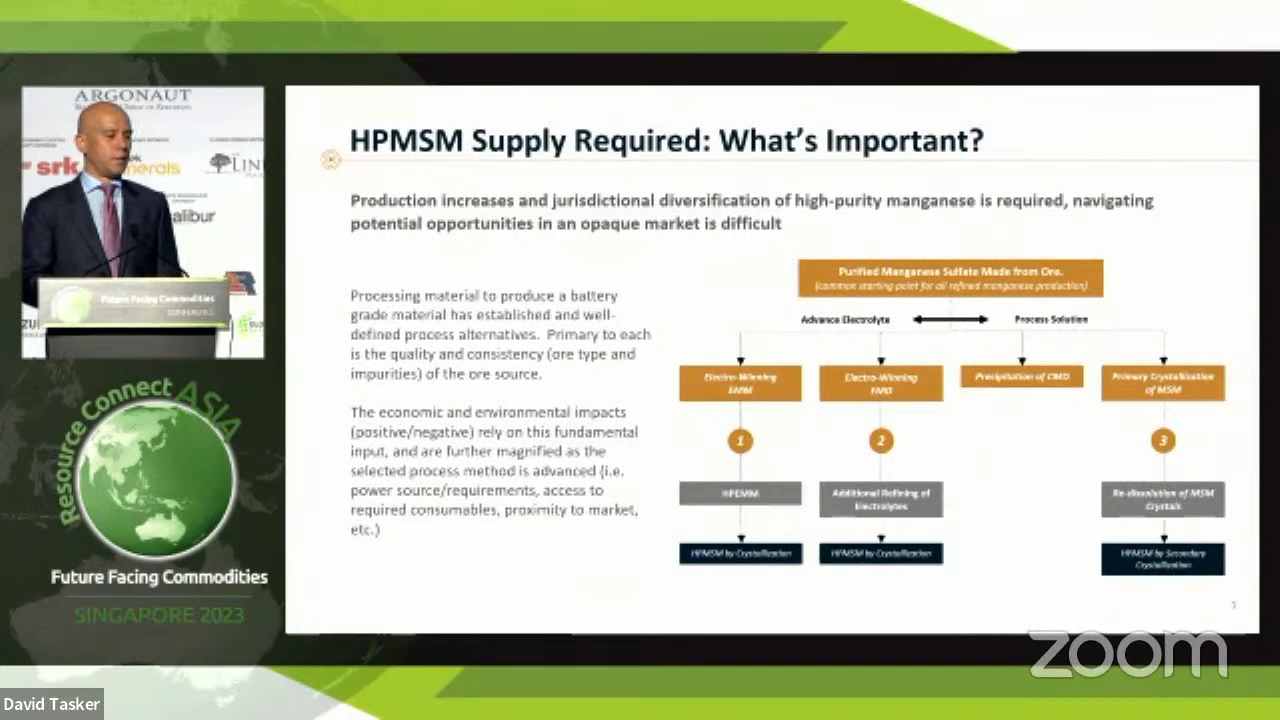 ARGONAUT
srk
erals
LIN
calibur
Future Facing Commodities
CONFERENCE
Resource Connect ASIA
Future Facing Commodities
SINGAPORE 2023
David Tasker
HPMSM Supply Required: What's Important?
Production increases and jurisdictional diversification of high-purity manganese is required, navigating
potential opportunities in an opaque market is difficult
Processing material to produce a battery
grade material has established and well-
defined process alternatives. Primary to each
is the quality and consistency (ore type and
impurities) of the ore source.
The economic and environmental impacts
(positive/negative) rely on this fundamental
input, and are further magnified as the
selected process method is advanced (i.e.
power source/requirements, access to
required consumables, proximity to market,
etc.)
Purified Manganese Sulfate Made from Ore.
(common starting point for all refined manganese production)
Advance Electrolyte
Process Solution
Electro-Winning
EMM
Electro-Winning
EMD
Precipitation of CMD
Primary Crystallization
of MSM
1
2
3
HPEMM
Additional Refining of
Electrolytes
Re-dissolution of MSM
Crystals
HPMSM by Crystallization
HPMSM by Crystallization
HPMSM by Secondary
Crystallization
zoom